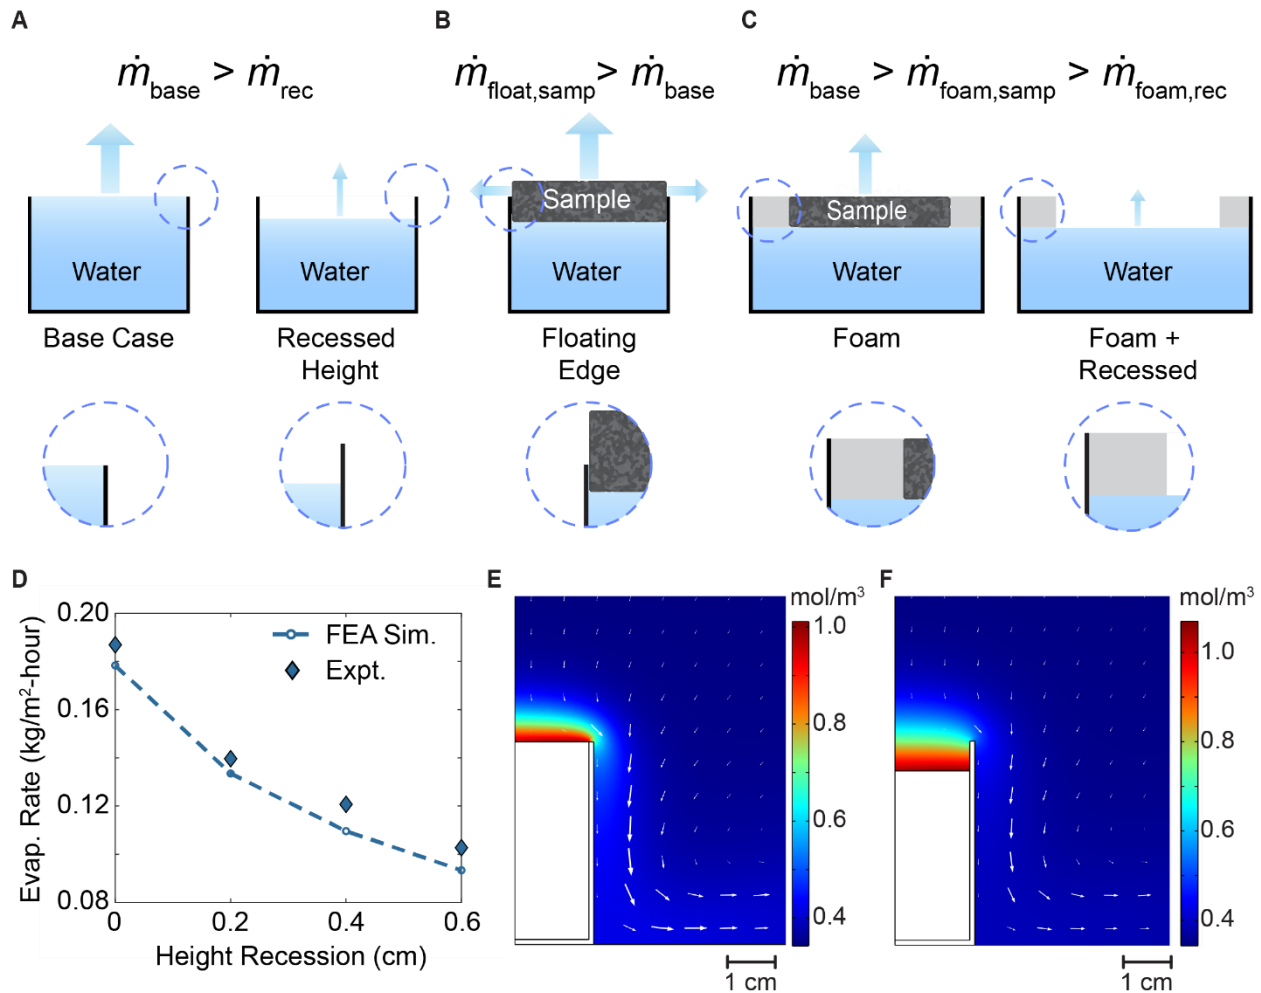 A
B
C
ṁbase > ṁrec
ṁfloat,samp > ṁbase
ṁbase > ṁfoam,samp > ṁfoam,rec
Sample
Sample
Water
Water
Water
Water
Water
Base Case
Recessed
Height
Floating
Edge
Foam
Foam +
Recessed
D
E
F
0.20
0.16
0.12
0.08
0
0.2
0.4
0.6
Evap. Rate (kg/m²-hour)
Height Recession (cm)
FEA Sim.
Expt.
mol/m³
1.0
0.8
0.6
0.4
1 cm
mol/m³
1.0
0.8
0.6
0.4
1 cm